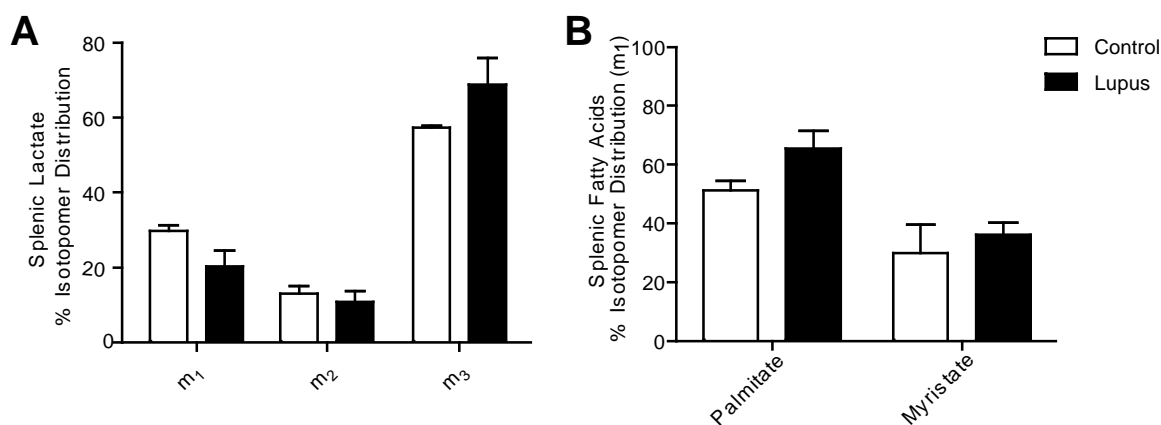 A
Splenic Lactate
% Isotopomer Distribution
80
60
40
20
0
m₁
m₂
m₃
B
Splenic Fatty Acids
% Isotopomer Distribution (m₁)
100
80
60
40
20
0
Palmitate
Myristate
Control
Lupus